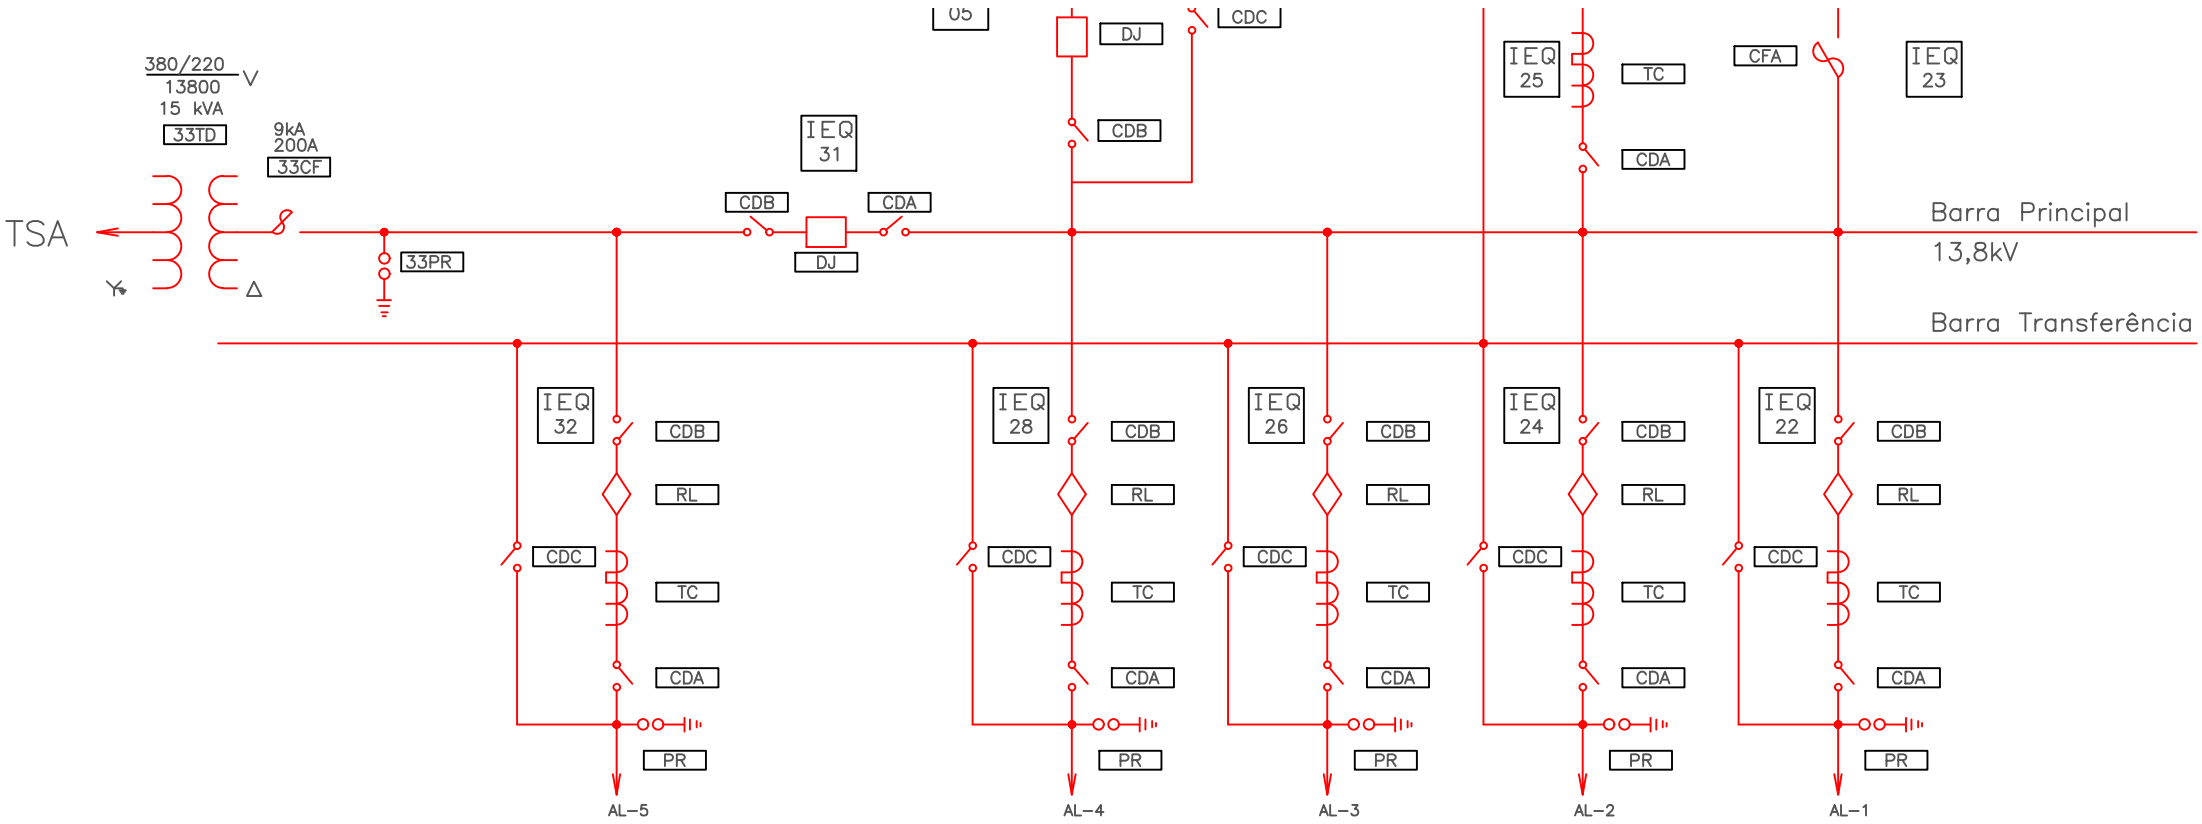 05
DJ
CDC
380/220
V
13800
15 kVA
33TD
9kA
200A
33CF
IEQ
31
CDB
IEQ
25
TC
CFA
IEQ
23
CDA
TSA
CDB
CDA
DJ
33PR
Barra Principal
13,8kV
Barra Transferência
IEQ
32
CDB
RL
CDC
TC
CDA
PR
AL-5
IEQ
28
CDB
RL
CDC
TC
CDA
PR
AL-4
IEQ
26
CDB
RL
CDC
TC
CDA
PR
AL-3
IEQ
24
CDB
RL
CDC
TC
CDA
PR
AL-2
IEQ
22
CDB
RL
CDC
TC
CDA
PR
AL-1